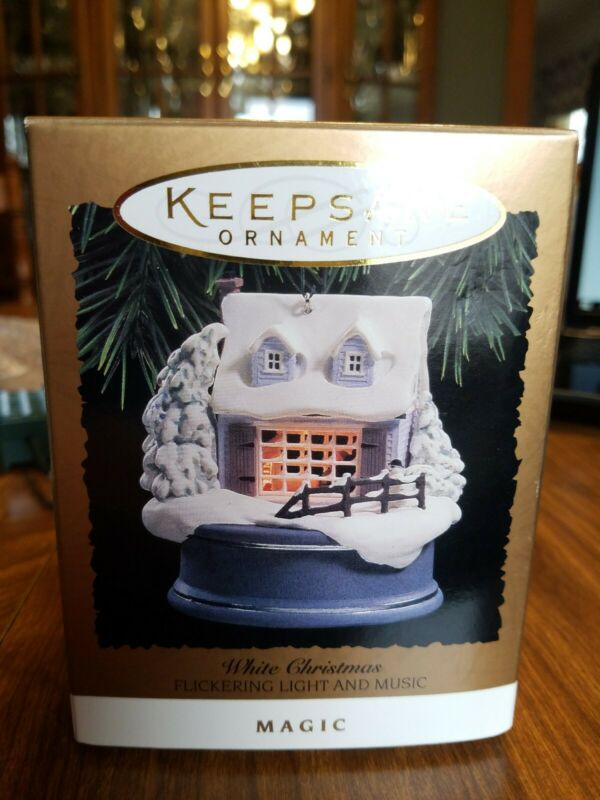 KEEPSAKE
ORNAMENT
White Christmas
FLICKERING LIGHT AND MUSIC
MAGIC